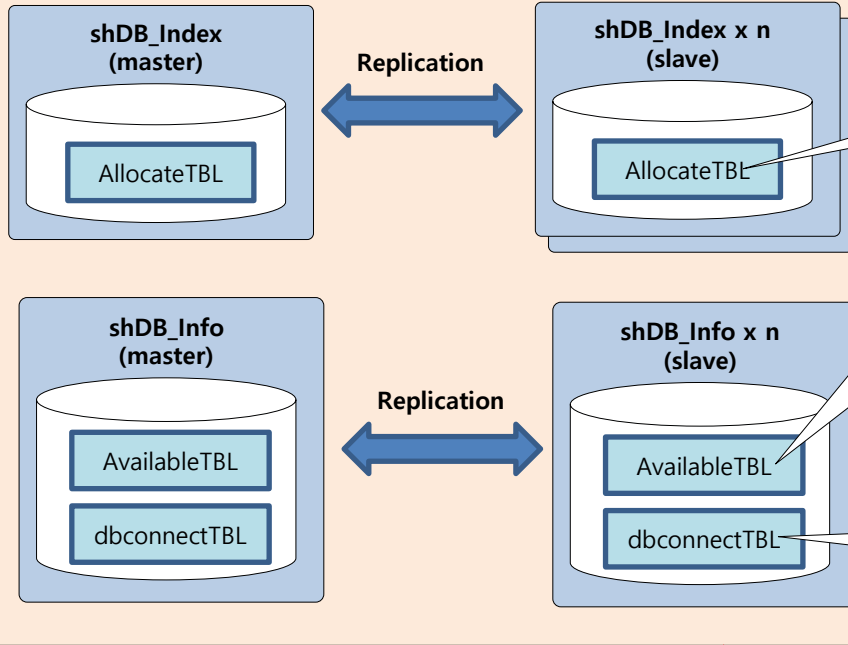 shDB_Index
(master)
Replication
shDB_Index x n
(slave)
AllocateTBL
AllocateTBL
shDB_Info
(master)
Replication
shDB_Info x n
(slave)
AvailableTBL
dbconnectTBL
AvailableTBL
dbconnectTBL